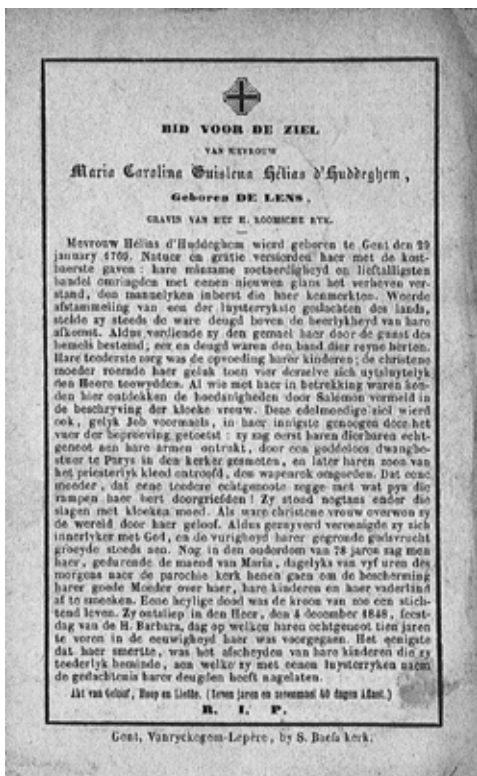 BID VOOR DE ZIEL
VAN MEVROUW
Maria Carolina Guislena Hélias d'Huddeghem,
Geboren DE LENS,
GRAVIN VAN HET H. ROOMSCHE RYK.
Mevrouw Hélias d'Huddeghem wierd geboren te Gent den 29
january 1769. Natuer en gratie versierden haer met de kost-
baerste gaven : hare minzame zoetaerdigheyd en lieftalligsten
handel omringden met eenen nieuwen glans het verheven ver-
stand, den mannelyken inborst die haer kenmerkten. Weerde
afstammeling van een der luysterrykste geslachten des lands,
stelde zy steeds de ware deugd boven de heerlykheyd van hare
afkomst. Aldus verdiende zy den gemael haer door de gunst des
hemels bestemd; eer en deugd waren den band dier reyne herten.
Hare teederste zorg was de opvoeding harer kinderen; de christene
moeder roemde haer geluk toen vier derzelve zich uytsluytelyk
den Heere toewydden. Al wie met haer in betrekking waren kon-
den hier ontdekken de hoedanigheden door Salomon vermeld in
de beschryving der kloeke vrouw. Deze edelmoedige ziel wierd
ook, gelyk Job voormaels, in haer innigste genoegen door het
vuer der beproeving getoetst : zy zag eerst haren dierbaren echt-
genoot aen hare armen ontrukt, door een goddeloos dwangbe-
stuer te Parys in den kerker gesmeten, en later haren zoon van
het priesterlyk kleed ontroofd, den wapenrok omgorden. Dat eene
moeder, dat eene teedere echtgenoote zegge met wat pyn die
rampen haer hert doorgriefden! Zy stond nogtans onder die
slagen met kloeken moed. Als ware christene vrouw overwon zy
de wereld door haer geloof. Aldus gezuyverd vereenigde zy zich
innerlyker met God, en de vurigheyd harer gegronde godsvrucht
groeyde steeds aen. Nog in den ouderdom van 78 jaren zag men
haer, gedurende de maend van Maria, dagelyks van vyf uren des
morgens naer de parochie kerk henen gaen om de bescherming
harer goede Moeder over haer, hare kinderen en haer vaderland
af te smeeken. Eene heylige dood was de kroon van zoo een stich-
tend leven. Zy ontsliep in den Heer, den 4 december 1848, feest-
dag van de H. Barbara, dag op welken haren echtgenoot tien jaren
te voren in de eeuwigheyd haer was voorgegaen. Het eenigste
dat haer smertte, was het afscheyden van hare kinderen die zy
teederlyk beminde, aen welke zy met eenen luysterryken naem
de gedachtenis harer deugden heeft nagelaten.
Akt van Geloof, Hoop en Liefde. (Zeven jaren en zevenmael 40 dagen Aflaet.)
R. I. P.
Gent, Vanryckegem-Lepère, by S. Baefs kerk.